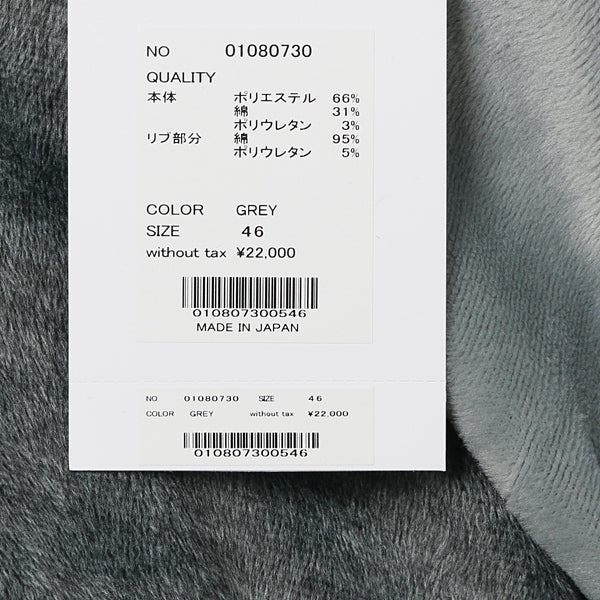 NO 01080730
QUALITY
本体 ポリエステル 66%
綿 31%
ポリウレタン 3%
リブ部分 綿 95%
ポリウレタン 5%
COLOR GREY
SIZE 46
without tax ¥22,000
010807300546
MADE IN JAPAN
NO 01080730 SIZE 46
COLOR GREY without tax ¥22,000
010807300546